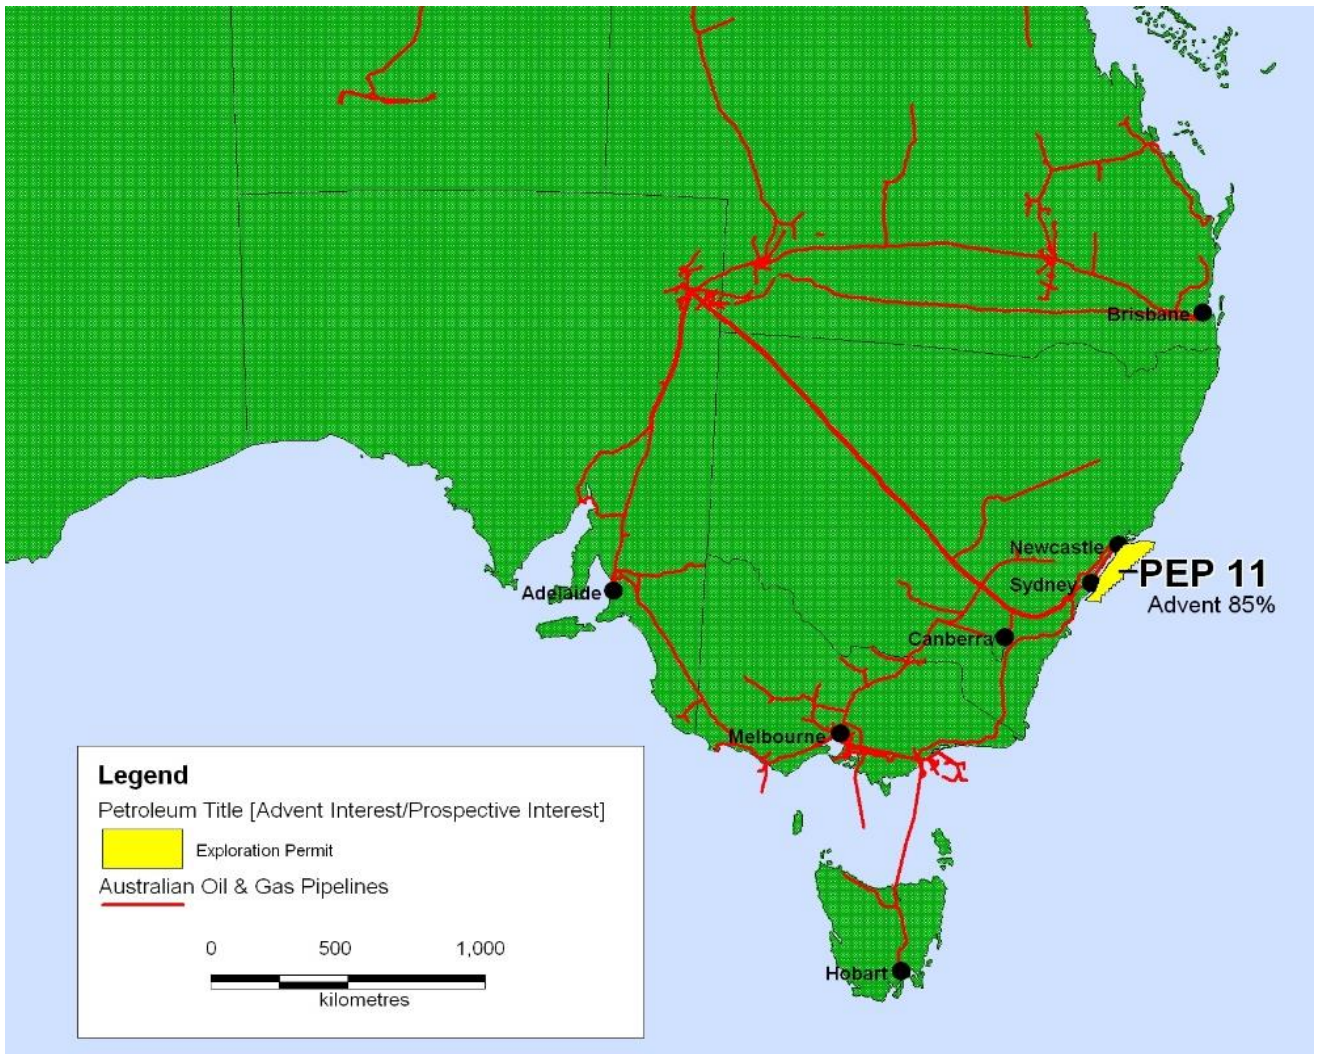 Brisbane
Newcastle
PEP 11
Sydney
Advent 85%
Adelaide
Canberra
Melbourne
Legend
Petroleum Title [Advent Interest/Prospective Interest]
Exploration Permit
Australian Oil & Gas Pipelines
0 500 1,000
kilometres
Hobart